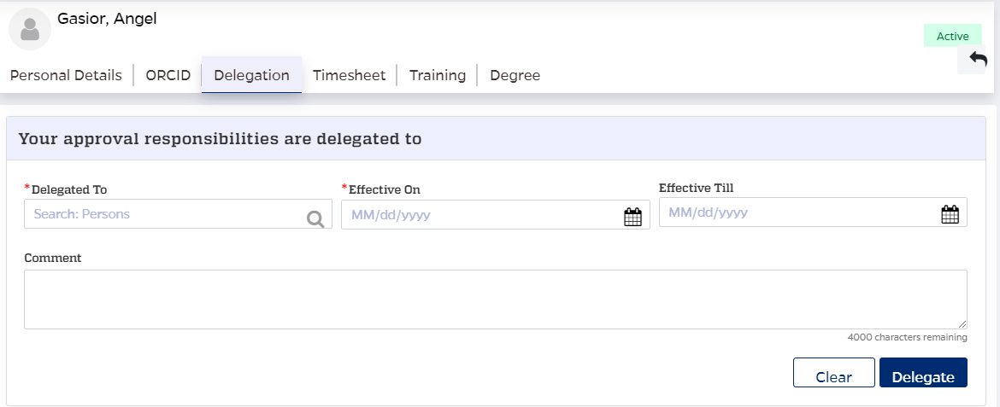 Gasior, Angel
Active
Personal Details ORCID Delegation Timesheet Training Degree
Your approval responsibilities are delegated to
*Delegated To *Effective On Effective Till
Search: Persons MM/dd/yyyy MM/dd/yyyy
Comment
4000 characters remaining
Clear Delegate